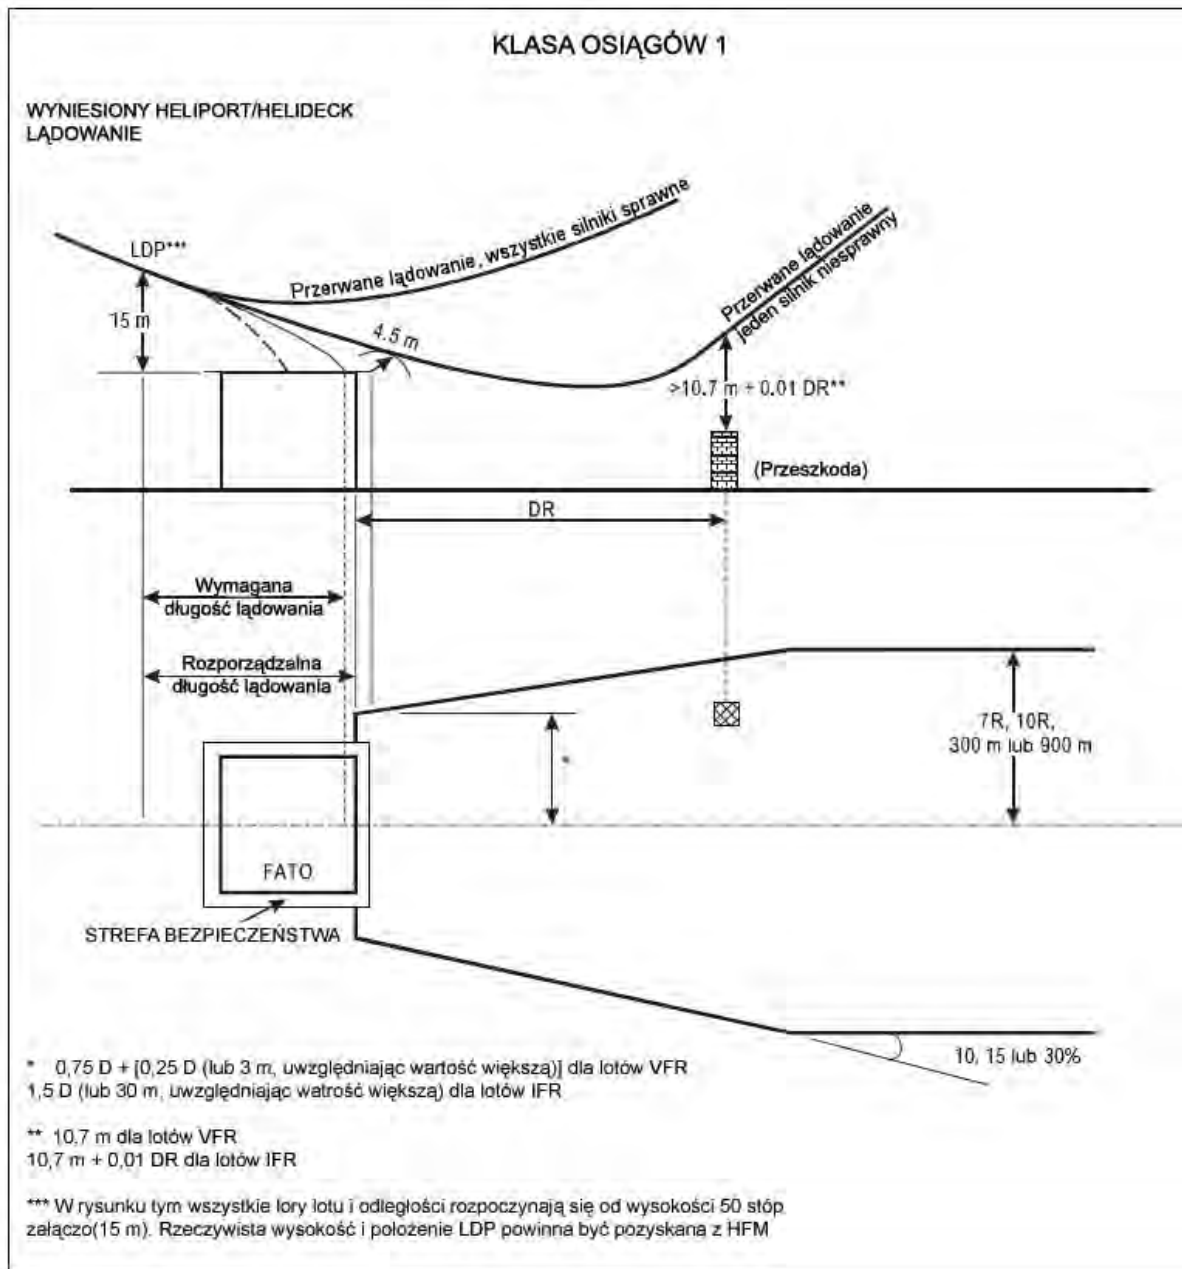 KLASA OSIĄGÓW 1
WYNIESIONY HELIPORT/HELIDECK
LĄDOWANIE
LDP***
Przerwane lądowanie, wszystkie silniki sprawne
Przerwane lądowanie
jeden silnik niesprawny
15 m
4.5 m
>10.7 m + 0.01 DR**
(Przeszkoda)
DR
Wymagana
długość lądowania
Rozporządzalna
długość lądowania
7R, 10R,
300 m lub 900 m
*
FATO
STREFA BEZPIECZEŃSTWA
10, 15 lub 30%
* 0,75 D + [0,25 D (lub 3 m, uwzględniając wartość większą)] dla lotów VFR
1,5 D (lub 30 m, uwzględniając watrość większą) dla lotów IFR
** 10,7 m dla lotów VFR
10,7 m + 0,01 DR dla lotów IFR
*** W rysunku tym wszystkie tory lotu i odległości rozpoczynają się od wysokości 50 stóp
załączo(15 m). Rzeczywista wysokość i położenie LDP powinna być pozyskana z HFM